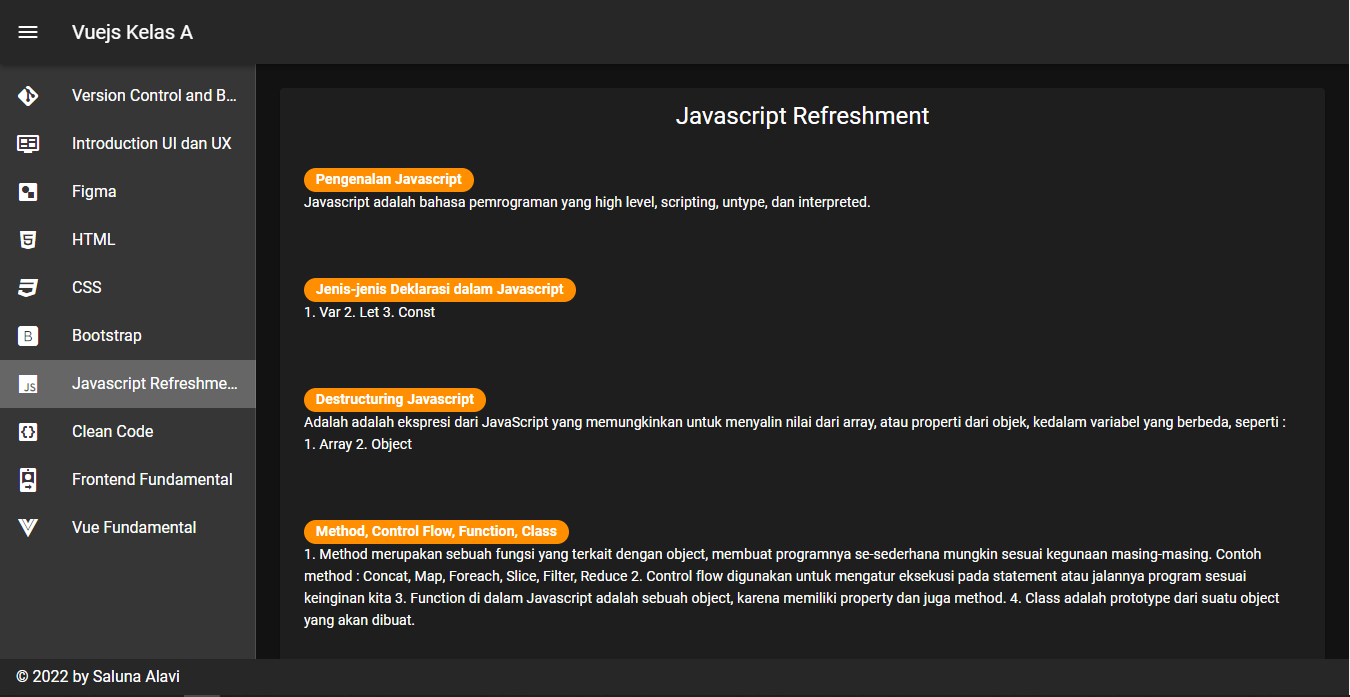 Vuejs Kelas A
Version Control and B...
Introduction UI dan UX
Figma
HTML
CSS
Bootstrap
Javascript Refreshme...
Clean Code
Frontend Fundamental
Vue Fundamental
Javascript Refreshment
Pengenalan Javascript
Javascript adalah bahasa pemrograman yang high level, scripting, untype, dan interpreted.
Jenis-jenis Deklarasi dalam Javascript
1. Var 2. Let 3. Const
Destructuring Javascript
Adalah adalah ekspresi dari JavaScript yang memungkinkan untuk menyalin nilai dari array, atau properti dari objek, kedalam variabel yang berbeda, seperti :
1. Array 2. Object
Method, Control Flow, Function, Class
1. Method merupakan sebuah fungsi yang terkait dengan object, membuat programnya se-sederhana mungkin sesuai kegunaan masing-masing. Contoh
method : Concat, Map, Foreach, Slice, Filter, Reduce 2. Control flow digunakan untuk mengatur eksekusi pada statement atau jalannya program sesuai
keinginan kita 3. Function di dalam Javascript adalah sebuah object, karena memiliki property dan juga method. 4. Class adalah prototype dari suatu object
yang akan dibuat.
© 2022 by Saluna Alavi